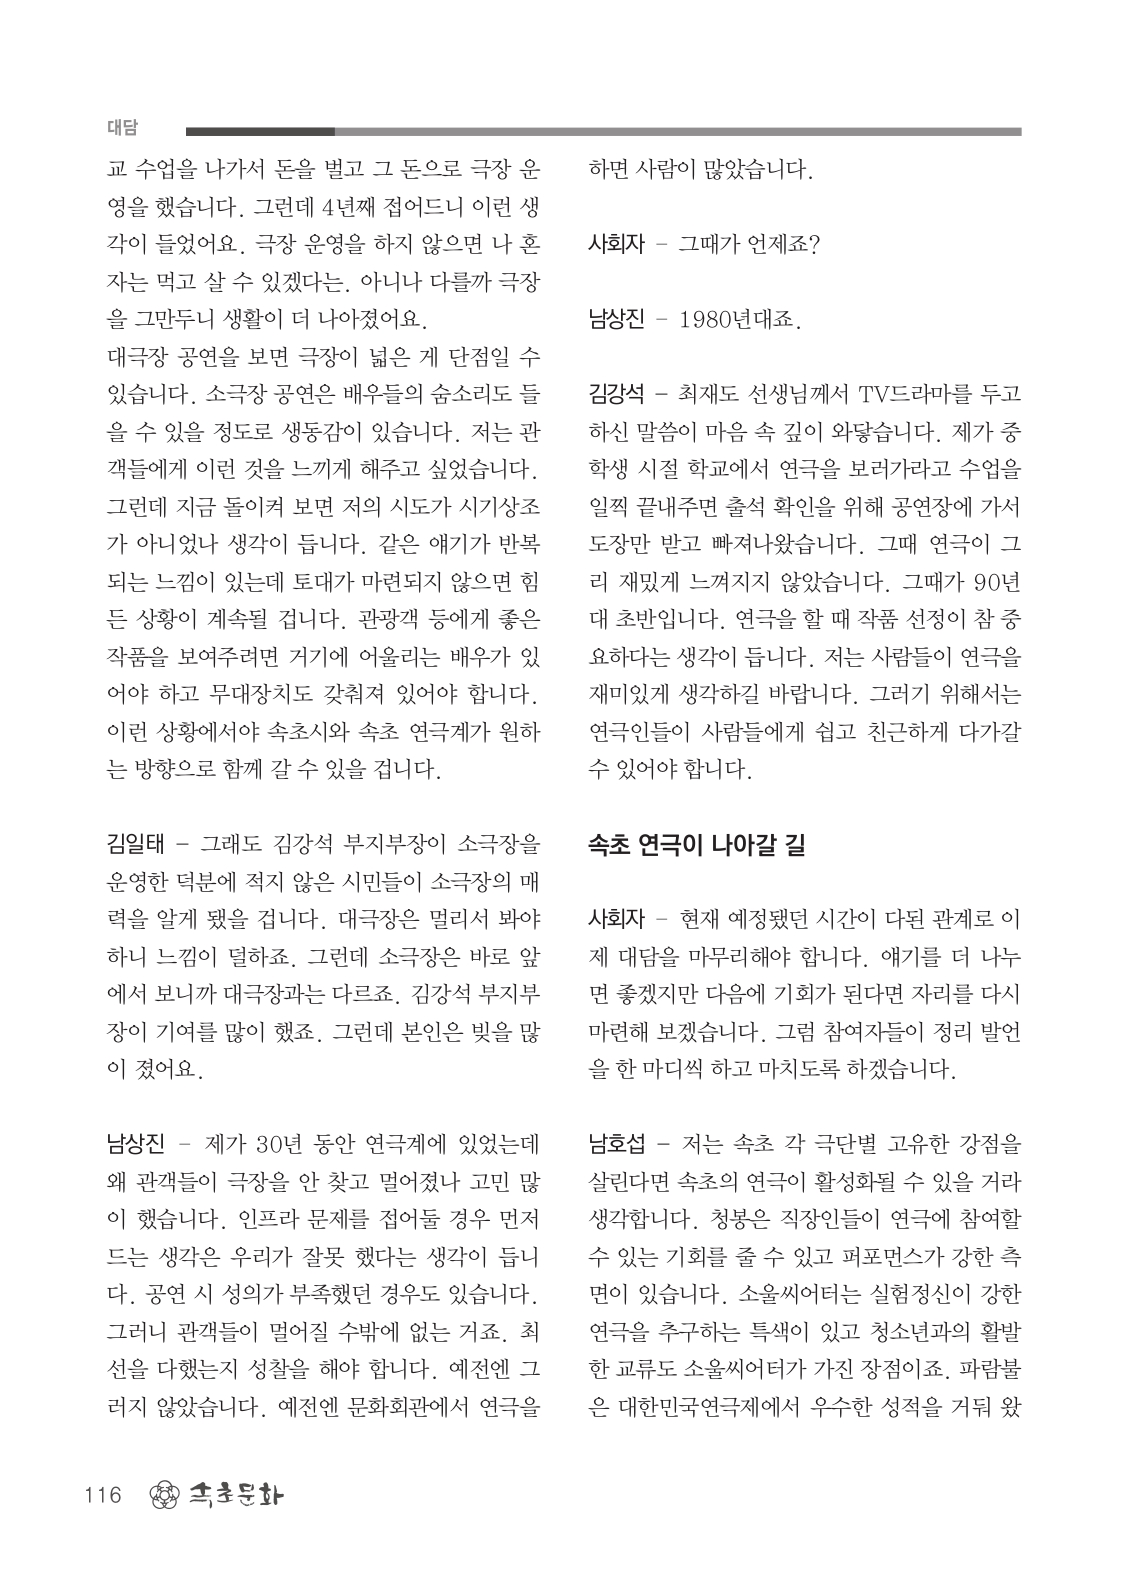 대담
교 수업을 나가서 돈을 벌고 그 돈으로 극장 운
영을 했습니다. 그런데 4년째 접어드니 이런 생
각이 들었어요. 극장 운영을 하지 않으면 나 혼
자는 먹고 살 수 있겠다는. 아니나 다를까 극장
을 그만두니 생활이 더 나아졌어요.
대극장 공연을 보면 극장이 넓은 게 단점일 수
있습니다. 소극장 공연은 배우들의 숨소리도 들
을 수 있을 정도로 생동감이 있습니다. 저는 관
객들에게 이런 것을 느끼게 해주고 싶었습니다.
그런데 지금 돌이켜 보면 저의 시도가 시기상조
가 아니었나 생각이 듭니다. 같은 얘기가 반복
되는 느낌이 있는데 토대가 마련되지 않으면 힘
든 상황이 계속될 겁니다. 관광객 등에게 좋은
작품을 보여주려면 거기에 어울리는 배우가 있
어야 하고 무대장치도 갖춰져 있어야 합니다.
이런 상황에서야 속초시와 속초 연극계가 원하
는 방향으로 함께 갈 수 있을 겁니다.

김일태 – 그래도 김강석 부지부장이 소극장을
운영한 덕분에 적지 않은 시민들이 소극장의 매
력을 알게 됐을 겁니다. 대극장은 멀리서 봐야
하니 느낌이 덜하죠. 그런데 소극장은 바로 앞
에서 보니까 대극장과는 다르죠. 김강석 부지부
장이 기여를 많이 했죠. 그런데 본인은 빚을 많
이 졌어요.

남상진 – 제가 30년 동안 연극계에 있었는데
왜 관객들이 극장을 안 찾고 멀어졌나 고민 많
이 했습니다. 인프라 문제를 접어둘 경우 먼저
드는 생각은 우리가 잘못 했다는 생각이 듭니
다. 공연 시 성의가 부족했던 경우도 있습니다.
그러니 관객들이 멀어질 수밖에 없는 거죠. 최
선을 다했는지 성찰을 해야 합니다. 예전엔 그
러지 않았습니다. 예전엔 문화회관에서 연극을
하면 사람이 많았습니다.

사회자 – 그때가 언제죠?

남상진 – 1980년대죠.

김강석 – 최재도 선생님께서 TV드라마를 두고
하신 말씀이 마음 속 깊이 와닿습니다. 제가 중
학생 시절 학교에서 연극을 보러가라고 수업을
일찍 끝내주면 출석 확인을 위해 공연장에 가서
도장만 받고 빠져나왔습니다. 그때 연극이 그
리 재밌게 느껴지지 않았습니다. 그때가 90년
대 초반입니다. 연극을 할 때 작품 선정이 참 중
요하다는 생각이 듭니다. 저는 사람들이 연극을
재미있게 생각하길 바랍니다. 그러기 위해서는
연극인들이 사람들에게 쉽고 친근하게 다가갈
수 있어야 합니다.

속초 연극이 나아갈 길

사회자 – 현재 예정됐던 시간이 다된 관계로 이
제 대담을 마무리해야 합니다. 얘기를 더 나누
면 좋겠지만 다음에 기회가 된다면 자리를 다시
마련해 보겠습니다. 그럼 참여자들이 정리 발언
을 한 마디씩 하고 마치도록 하겠습니다.

남호섭 – 저는 속초 각 극단별 고유한 강점을
살린다면 속초의 연극이 활성화될 수 있을 거라
생각합니다. 청봉은 직장인들이 연극에 참여할
수 있는 기회를 줄 수 있고 퍼포먼스가 강한 측
면이 있습니다. 소울씨어터는 실험정신이 강한
연극을 추구하는 특색이 있고 청소년과의 활발
한 교류도 소울씨어터가 가진 장점이죠. 파람불
은 대한민국연극제에서 우수한 성적을 거둬 왔
116 속초문화